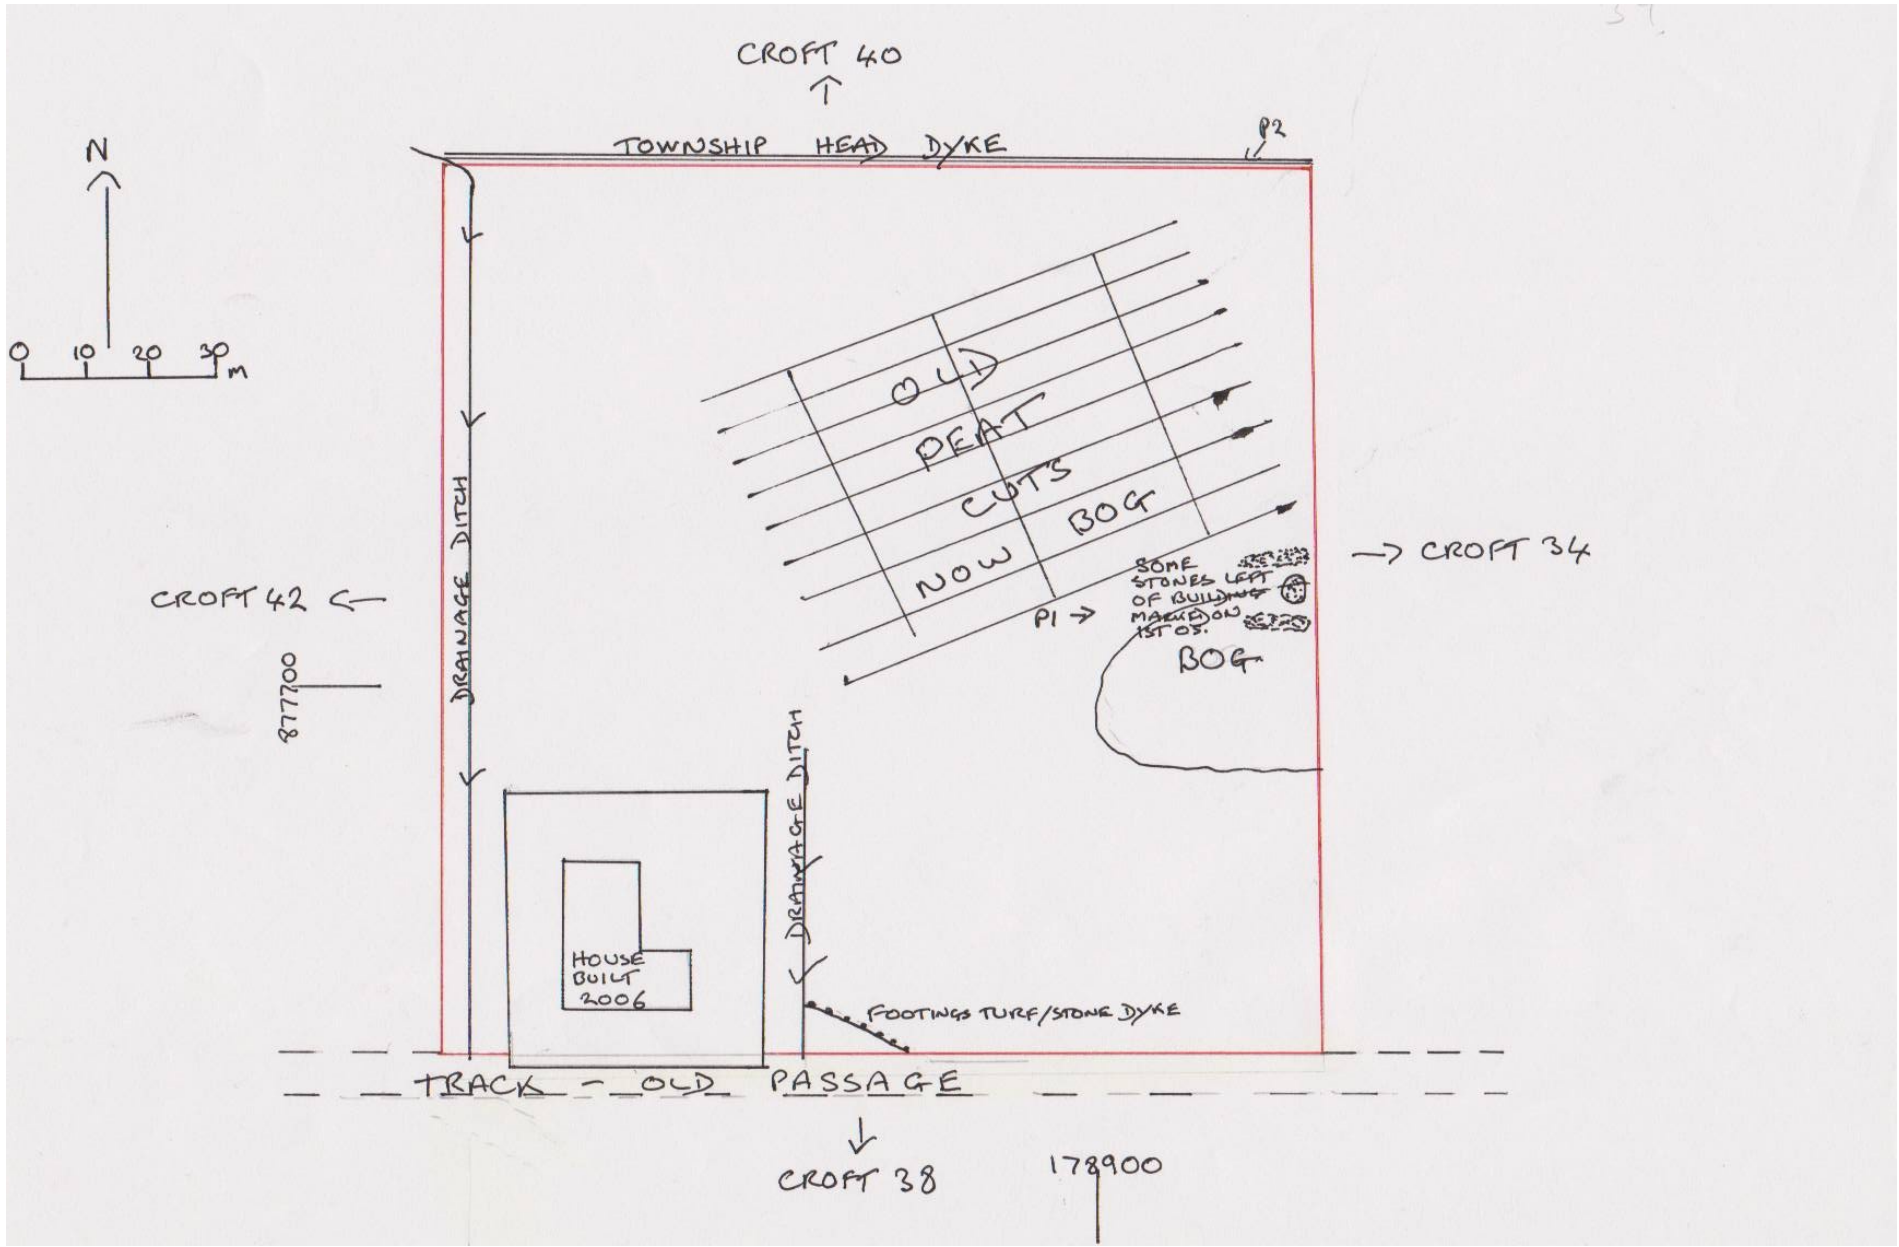 CROFT 40
N
TOWNSHIP HEAD DYKE
P2
0 10 20 30 m
OLD
PEAT
CUTS
NOW BOG
DRAINAGE DITCH
CROFT 42
→ CROFT 34
SOME
STONES LEFT
OF BUILDING
MARKED ON
1ST OS.
P1 →
BOG
877700
DRAINAGE DITCH
HOUSE
BUILT
2006
FOOTINGS TURF/STONE DYKE
TRACK - OLD PASSAGE
CROFT 38
178900